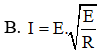 B. I = E.√(E/R)